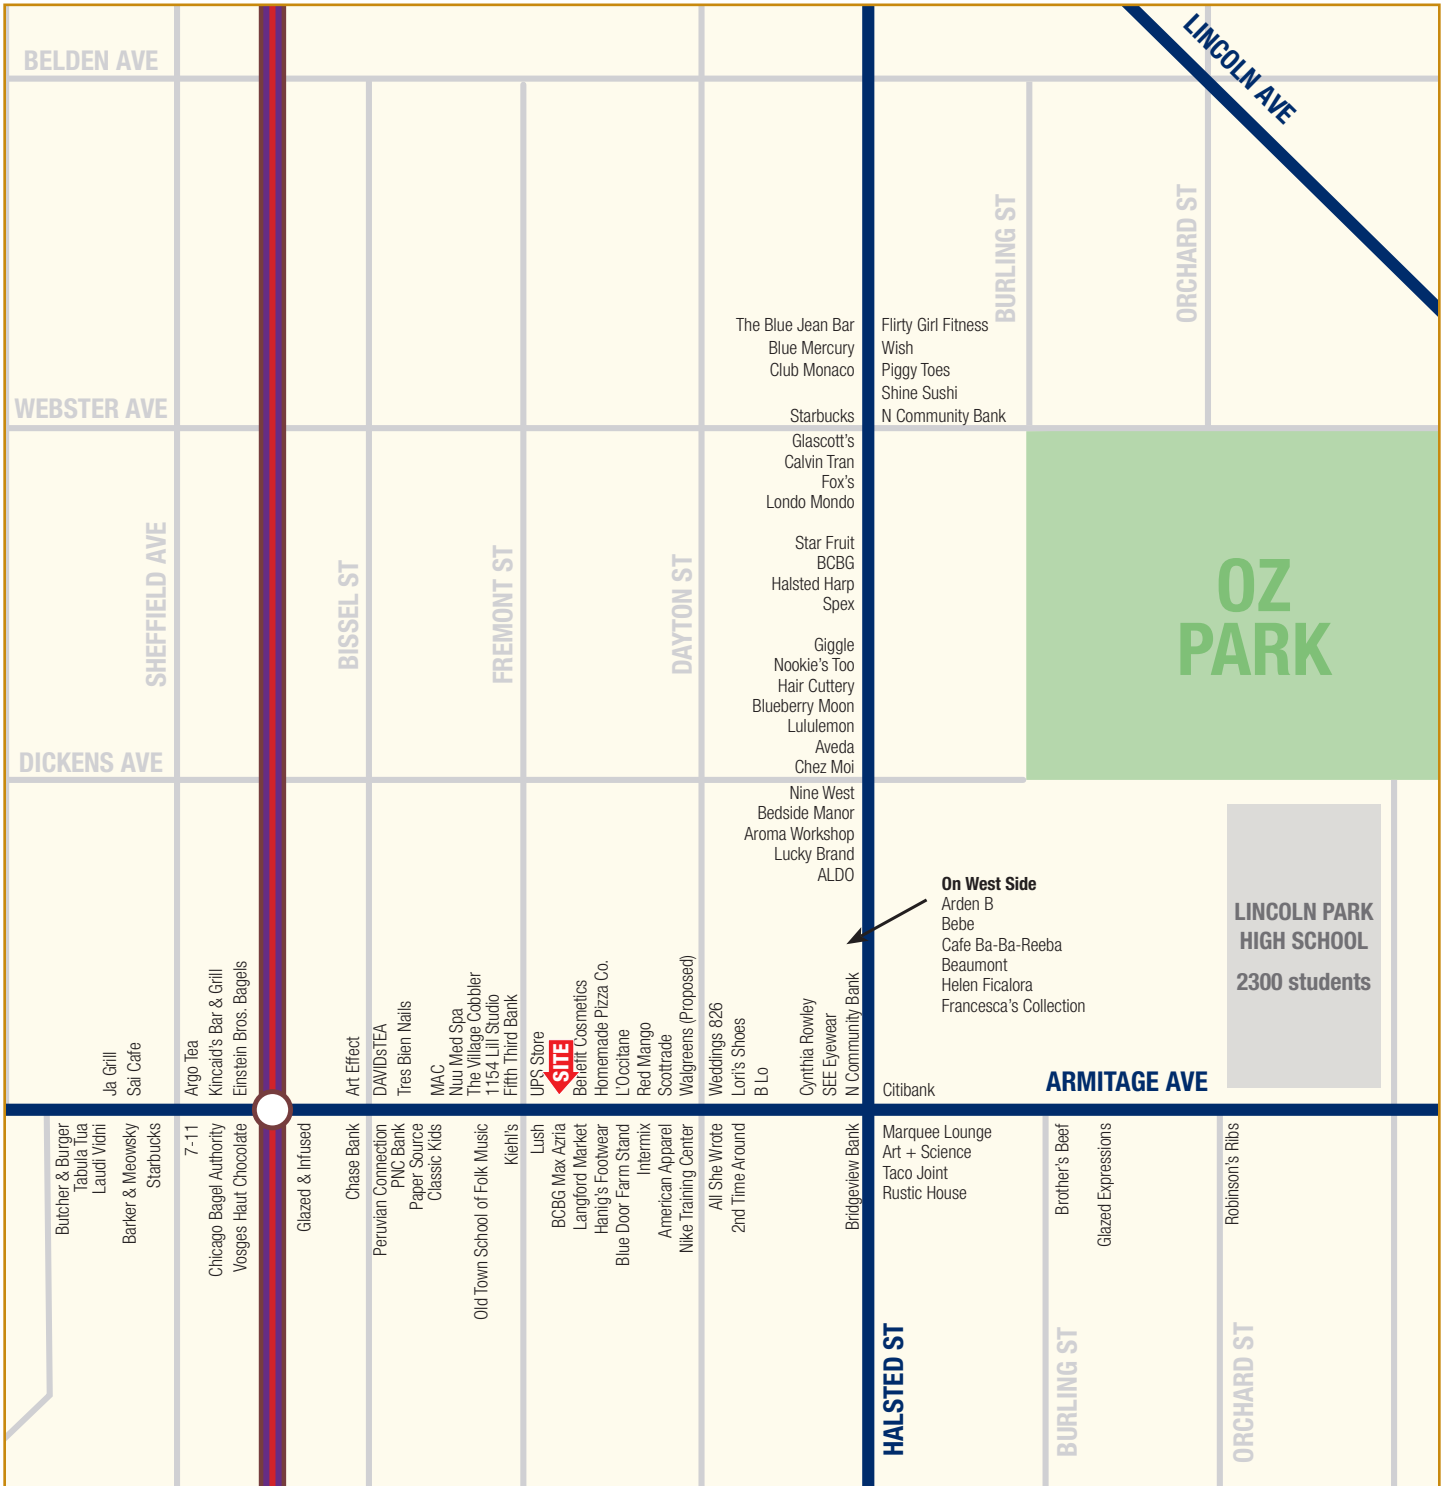 BELDEN AVE
LINCOLN AVE
BURLING ST
ORCHARD ST
The Blue Jean Bar
Blue Mercury
Club Monaco
Starbucks
Flirty Girl Fitness
Wish
Piggy Toes
Shine Sushi
N Community Bank
WEBSTER AVE
Glascott's
Calvin Tran
Fox's
Londo Mondo
Star Fruit
BCBG
Halsted Harp
Spex
Giggle
Nookie's Too
Hair Cuttery
Blueberry Moon
Lululemon
Aveda
Chez Moi
SHEFFIELD AVE
BISSEL ST
FREMONT ST
DAYTON ST
OZ
PARK
DICKENS AVE
Nine West
Bedside Manor
Aroma Workshop
Lucky Brand
ALDO
On West Side
Arden B
Bebe
Cafe Ba-Ba-Reeba
Beaumont
Helen Ficalora
Francesca's Collection
LINCOLN PARK
HIGH SCHOOL
2300 students
Ja Grill
Sai Cafe
Argo Tea
Kincaid's Bar & Grill
Einstein Bros. Bagels
Art Effect
DAVIDsTEA
Tres Bien Nails
MAC
Nuu Med Spa
The Village Cobbler
1154 Lill Studio
Fifth Third Bank
UPS Store
SITE
Benefit Cosmetics
Homemade Pizza Co.
L'Occitane
Red Mango
Scottrade
Walgreens (Proposed)
Weddings 826
Lori's Shoes
B Lo
Cynthia Rowley
SEE Eyewear
N Community Bank
Citibank
ARMITAGE AVE
Butcher & Burger
Tabula Tua
Laudi Vidni
Barker & Meowsky
Starbucks
7-11
Chicago Bagel Authority
Vosges Haut Chocolate
Glazed & Infused
Chase Bank
Peruvian Connection
PNC Bank
Paper Source
Classic Kids
Old Town School of Folk Music
Kiehl's
Lush
BCBG Max Azria
Langford Market
Hanig's Footwear
Blue Door Farm Stand
Intermix
American Apparel
Nike Training Center
All She Wrote
2nd Time Around
Bridgeview Bank
Marquee Lounge
Art + Science
Taco Joint
Rustic House
Brother's Beef
Glazed Expressions
Robinson's Ribs
HALSTED ST
BURLING ST
ORCHARD ST